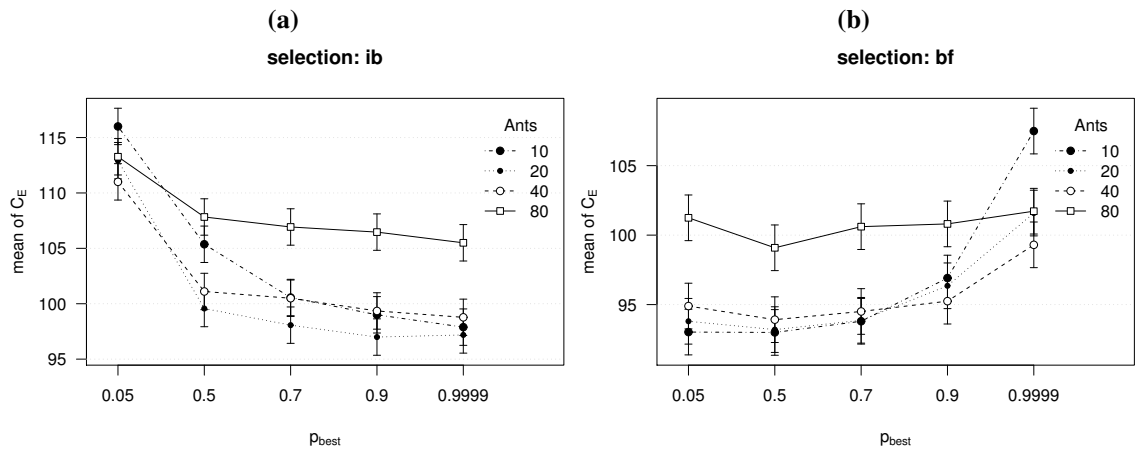 (a)
selection: ib
mean of C_E
115
110
105
100
95
0.05 0.5 0.7 0.9 0.9999
p_best
Ants
10
20
40
80
(b)
selection: bf
mean of C_E
105
100
95
0.05 0.5 0.7 0.9 0.9999
p_best
Ants
10
20
40
80